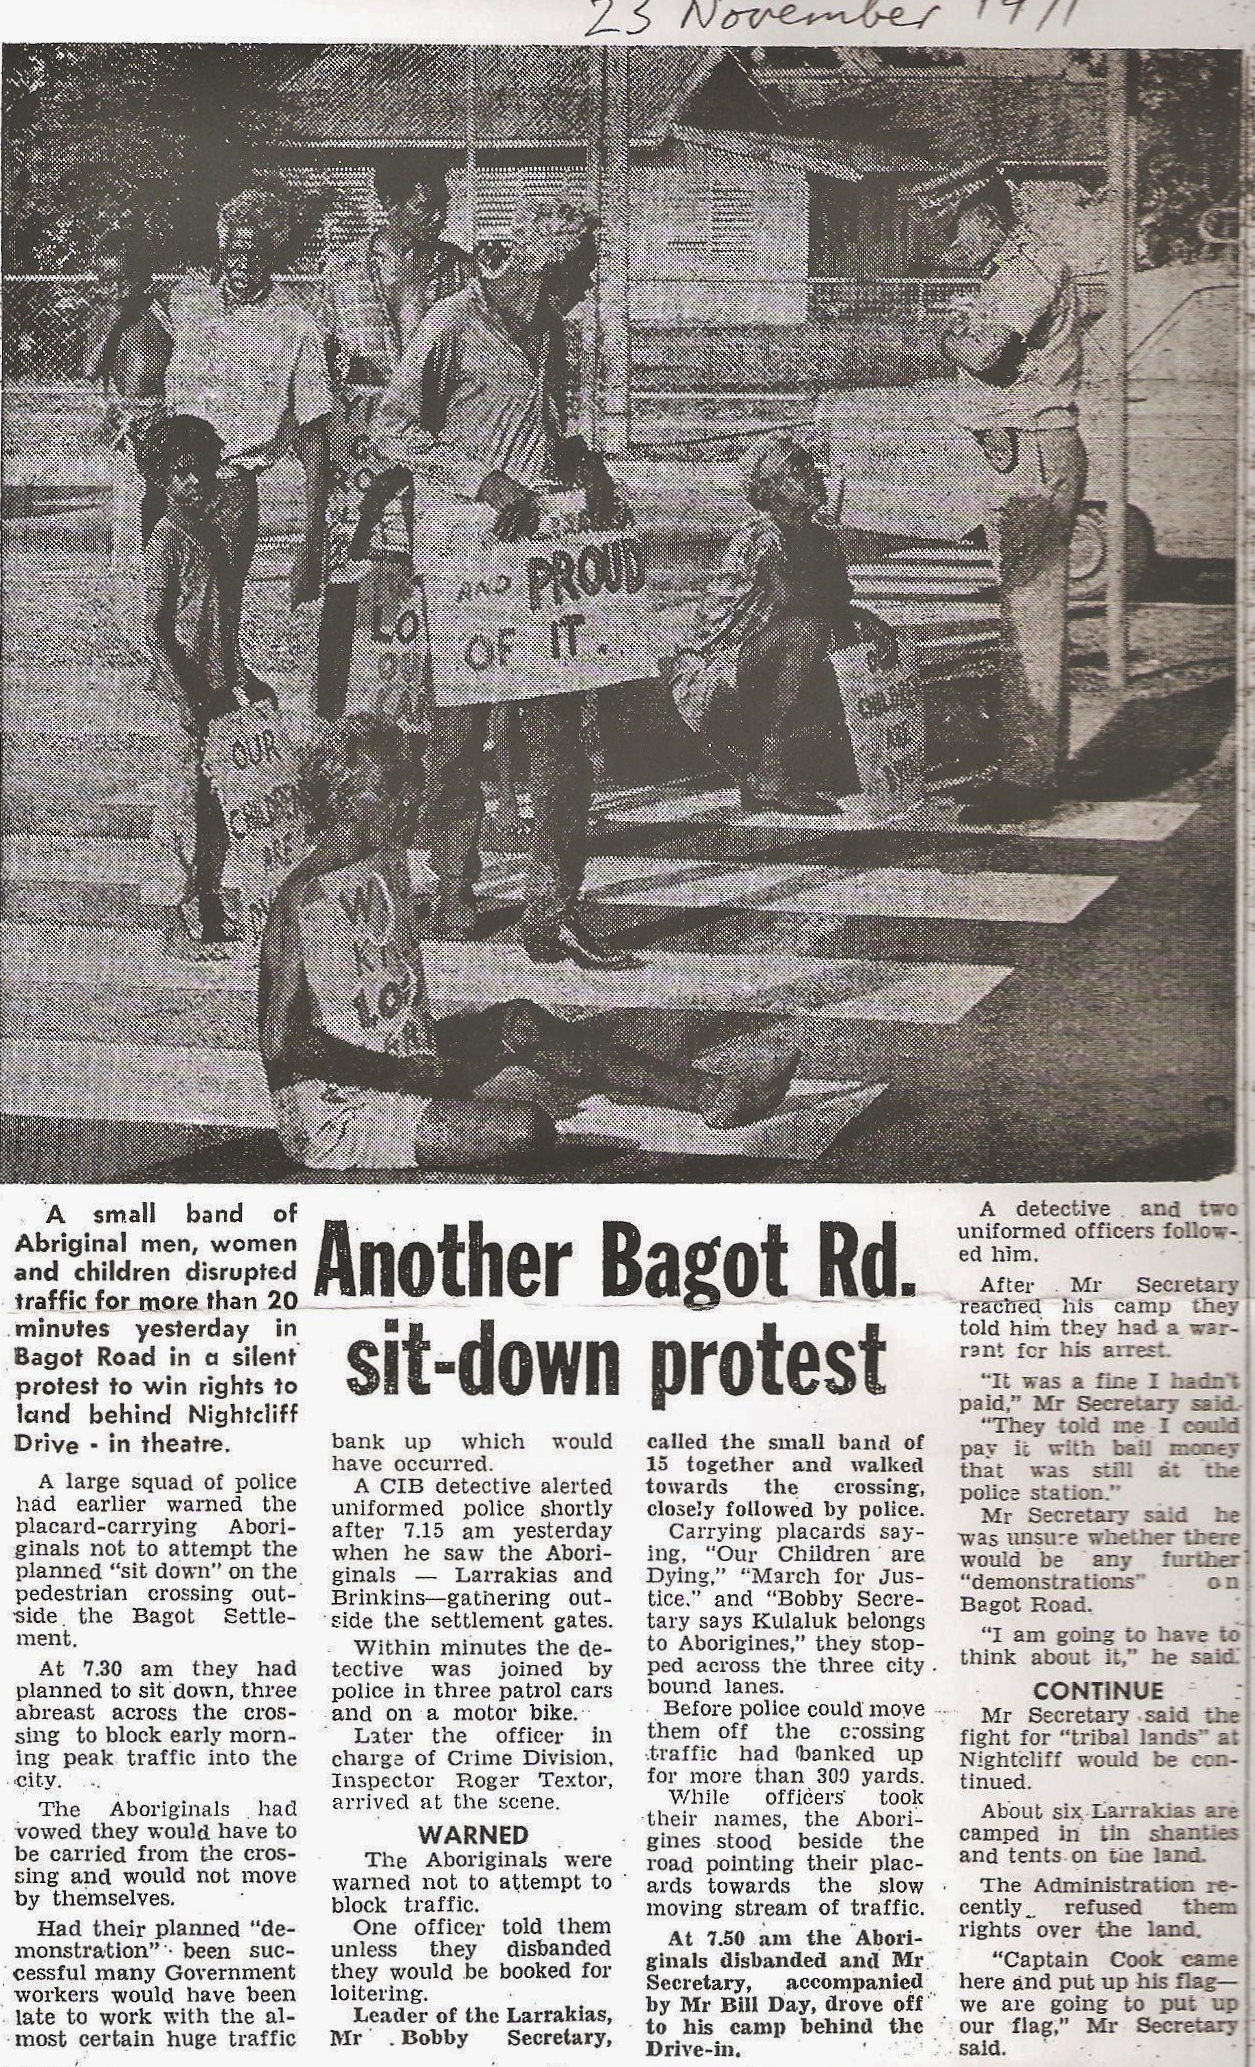 23 November 1971
AND PROUD
OF IT.
LO
OUR
A small band of
Abriginal men, women
and children disrupted
traffic for more than 20
minutes yesterday in
Bagot Road in a silent
protest to win rights to
land behind Nightcliff
Drive - in theatre.
A large squad of police
had earlier warned the
placard-carrying Abori-
ginals not to attempt the
planned "sit down" on the
pedestrian crossing out-
side the Bagot Settle-
ment.
At 7.30 am they had
planned to sit down, three
abreast across the cros-
sing to block early morn-
ing peak traffic into the
city.
The Aboriginals had
vowed they would have to
be carried from the cros-
sing and would not move
by themselves.
Had their planned "de-
monstration" been suc-
cessful many Government
workers would have been
late to work with the al-
most certain huge traffic
Another Bagot Rd.
sit-down protest
bank up which would
have occurred.
A CIB detective alerted
uniformed police shortly
after 7.15 am yesterday
when he saw the Abori-
ginals — Larrakias and
Brinkins—gathering out-
side the settlement gates.
Within minutes the de-
tective was joined by
police in three patrol cars
and on a motor bike.
Later the officer in
charge of Crime Division,
Inspector Roger Textor,
arrived at the scene.
WARNED
The Aboriginals were
warned not to attempt to
block traffic.
One officer told them
unless they disbanded
they would be booked for
loitering.
Leader of the Larrakias,
Mr Bobby Secretary,
called the small band of
15 together and walked
towards the crossing,
closely followed by police.
Carrying placards say-
ing, "Our Children are
Dying," "March for Jus-
tice," and "Bobby Secre-
tary says Kulaluk belongs
to Aborigines," they stop-
ped across the three city
bound lanes.
Before police could move
them off the crossing
traffic had banked up
for more than 300 yards.
While officers took
their names, the Abori-
gines stood beside the
road pointing their plac-
ards towards the slow
moving stream of traffic.
At 7.50 am the Abori-
ginals disbanded and Mr
Secretary, accompanied
by Mr Bill Day, drove off
to his camp behind the
Drive-in.
A detective and two
uniformed officers follow-
ed him.
After Mr Secretary
reached his camp they
told him they had a war-
rant for his arrest.
"It was a fine I hadn't
paid," Mr Secretary said.
"They told me I could
pay it with bail money
that was still at the
police station."
Mr Secretary said he
was unsure whether there
would be any further
"demonstrations" on
Bagot Road.
"I am going to have to
think about it," he said.
CONTINUE
Mr Secretary said the
fight for "tribal lands" at
Nightcliff would be con-
tinued.
About six Larrakias are
camped in tin shanties
and tents on the land.
The Administration re-
cently refused them
rights over the land.
"Captain Cook came
here and put up his flag—
we are going to put up
our flag," Mr Secretary
said.